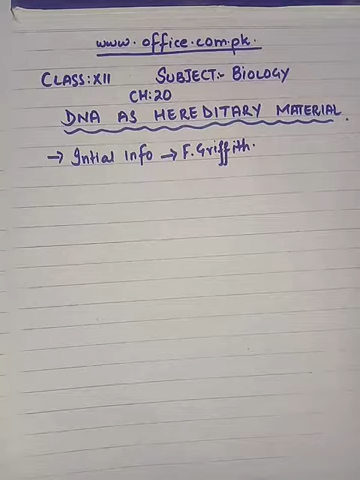 www.office.com.pk.
CLASS:XII SUBJECT:- BIOLOGY
CH:20
DNA AS HEREDITARY MATERIAL.
→ Intial Info → F.Griffith.